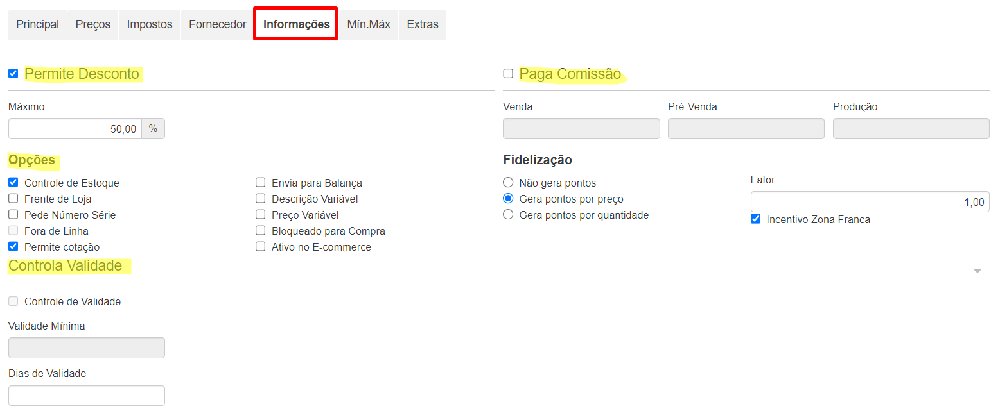 Principal Preços Impostos Fornecedor Informações Mín.Máx Extras
Permite Desconto
Máximo
50,00 %
Paga Comissão
Venda Pré-Venda Produção
Opções
Controle de Estoque
Frente de Loja
Pede Número Série
Fora de Linha
Permite cotação
Envia para Balança
Descrição Variável
Preço Variável
Bloqueado para Compra
Ativo no E-commerce
Fidelização
Não gera pontos
Gera pontos por preço
Gera pontos por quantidade
Fator
1,00
Incentivo Zona Franca
Controla Validade
Controle de Validade
Validade Mínima
Dias de Validade